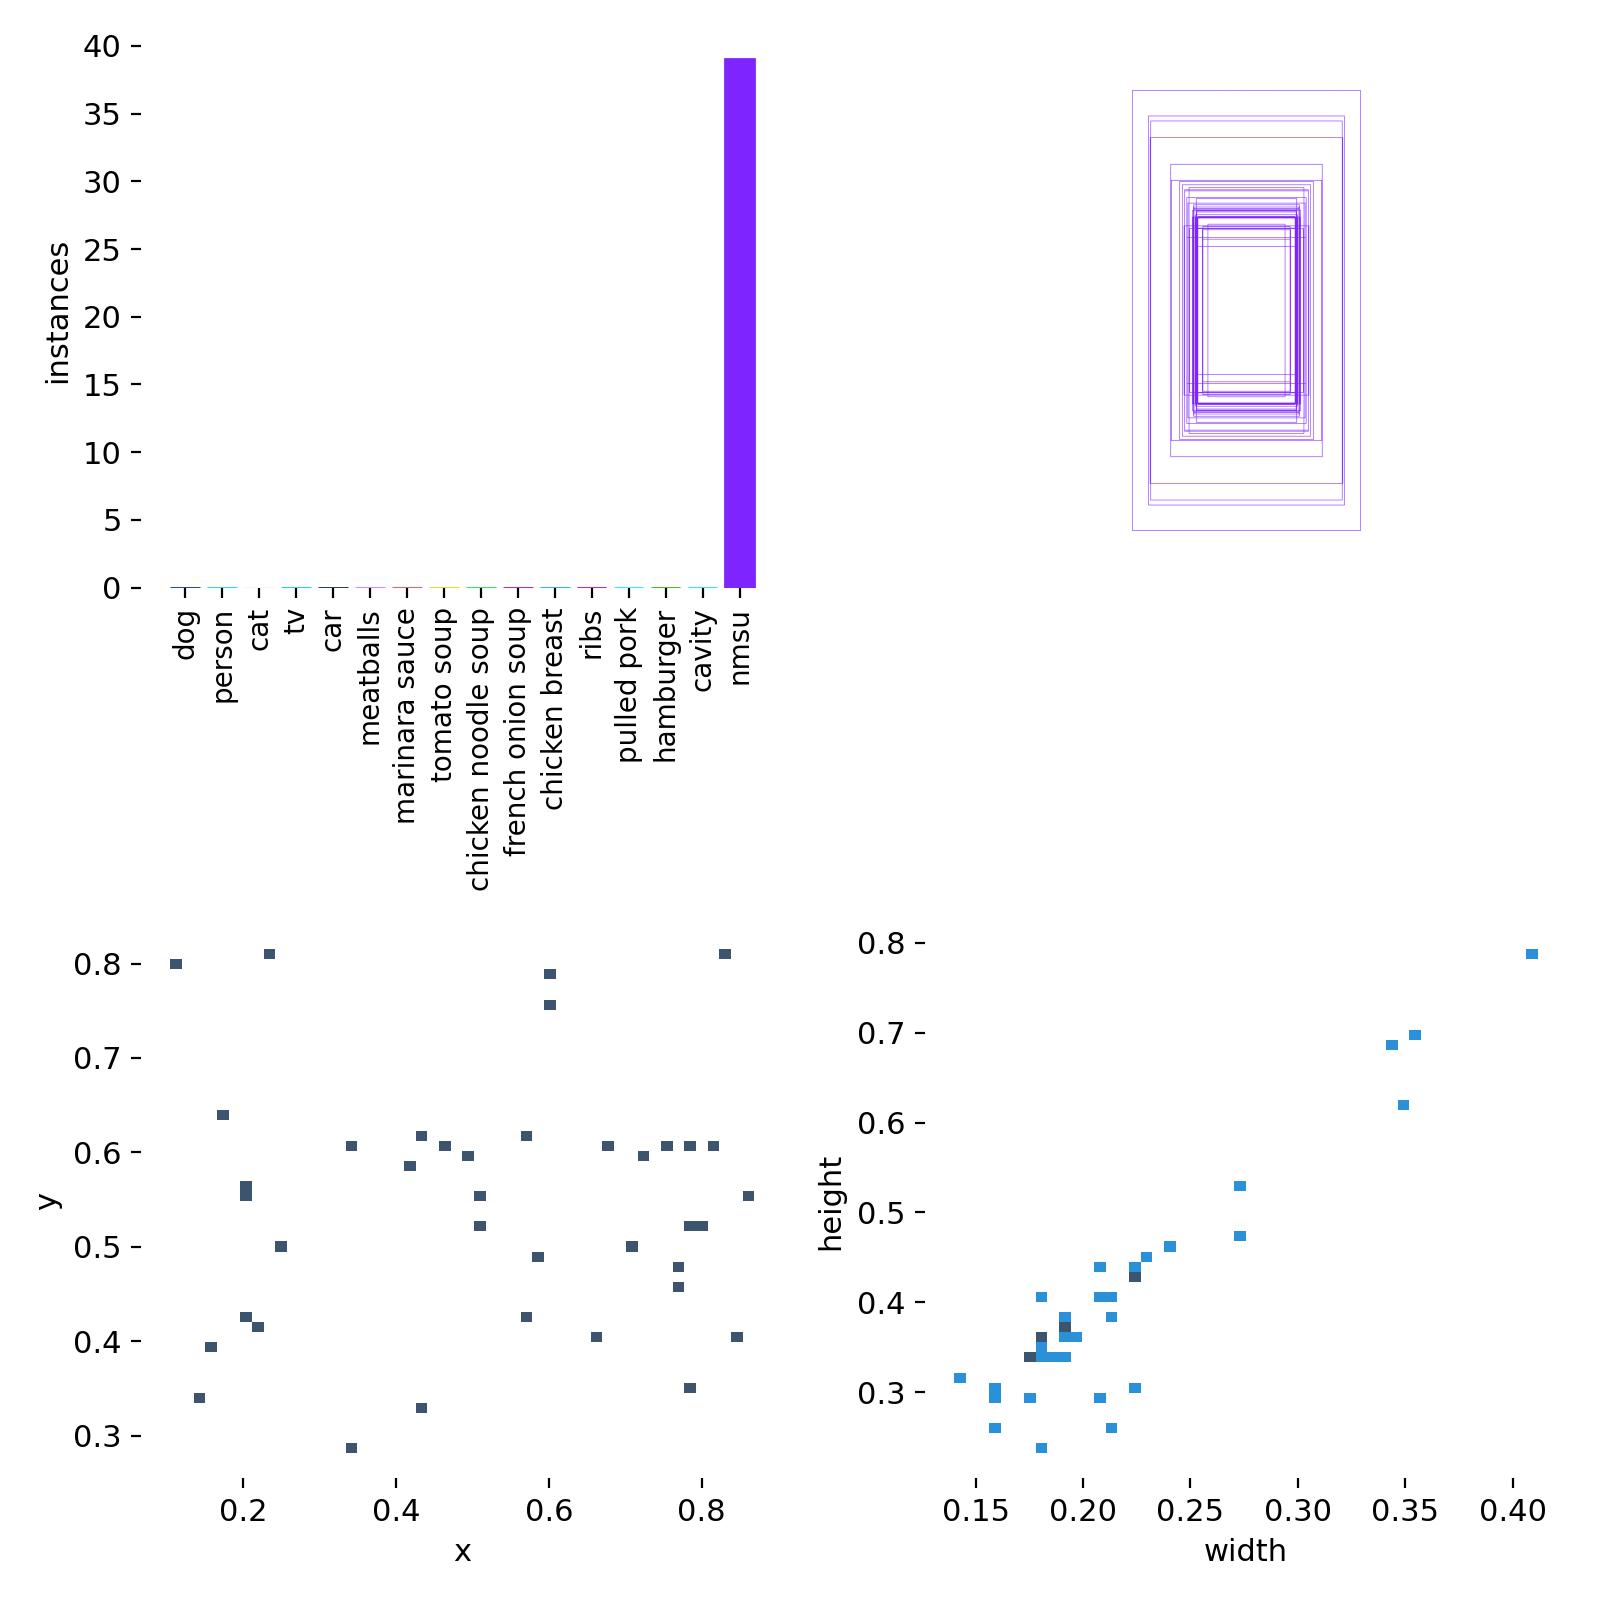 40
35
30
25
20
15
10
5
0
instances
dog
person
cat
tv
car
meatballs
marinara sauce
tomato soup
chicken noodle soup
french onion soup
chicken breast
ribs
pulled pork
hamburger
cavity
nmsu
0.8
0.7
0.6
0.5
0.4
0.3
y
0.2 0.4 0.6 0.8
x
0.8
0.7
0.6
0.5
0.4
0.3
height
0.15 0.20 0.25 0.30 0.35 0.40
width